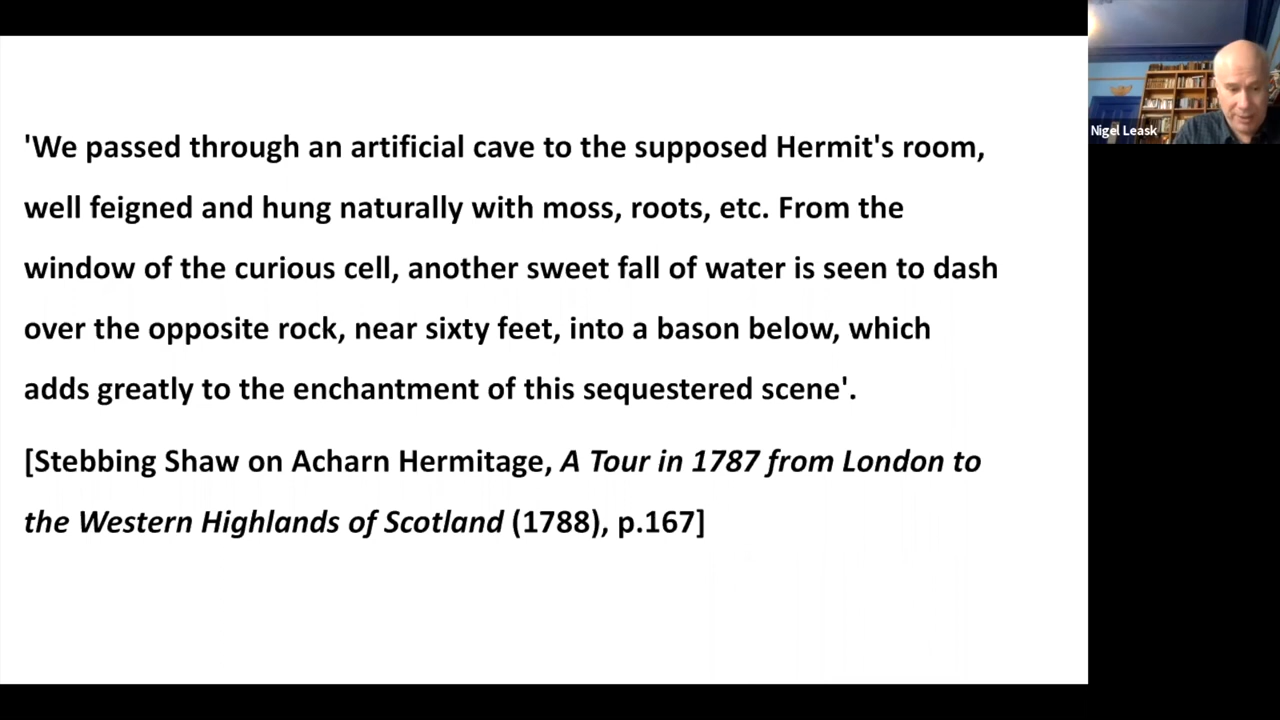 'We passed through an artificial cave to the supposed Hermit's room,
well feigned and hung naturally with moss, roots, etc. From the
window of the curious cell, another sweet fall of water is seen to dash
over the opposite rock, near sixty feet, into a bason below, which
adds greatly to the enchantment of this sequestered scene'.
[Stebbing Shaw on Acharn Hermitage, A Tour in 1787 from London to
the Western Highlands of Scotland (1788), p.167]
Nigel Leask